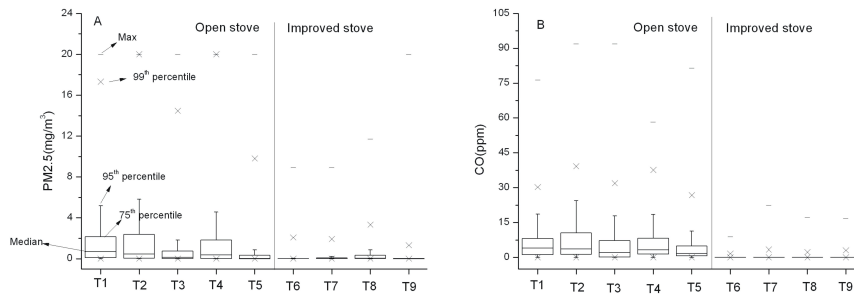 A
Open stove
Improved stove
Max
99th percentile
95th percentile
75th percentile
Median
PM2.5(mg/m3)
24
20
16
12
8
4
0
T1 T2 T3 T4 T5 T6 T7 T8 T9
B
Open stove
Improved stove
CO(ppm)
105
90
75
60
45
30
15
0
T1 T2 T3 T4 T5 T6 T7 T8 T9